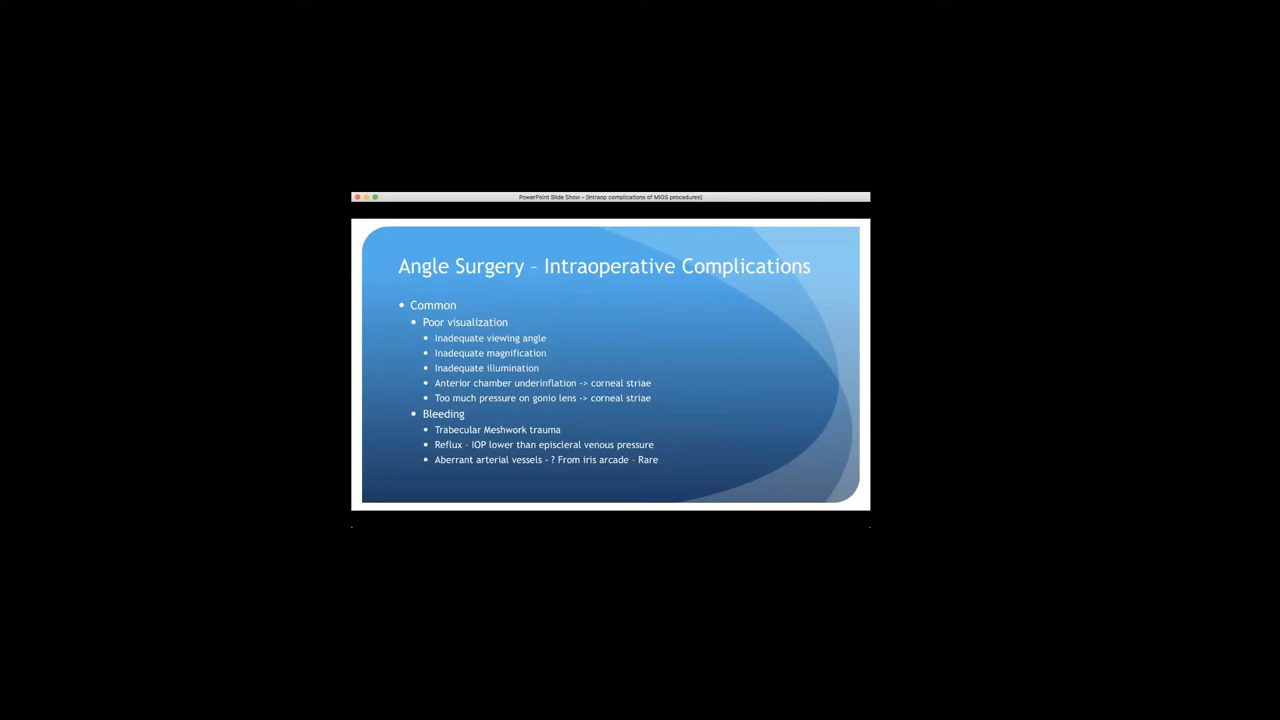 PowerPoint Slide Show - [Intraop complications of MIGS procedures]
Angle Surgery – Intraoperative Complications
• Common
• Poor visualization
• Inadequate viewing angle
• Inadequate magnification
• Inadequate illumination
• Anterior chamber underinflation -> corneal striae
• Too much pressure on gonio lens -> corneal striae
• Bleeding
• Trabecular Meshwork trauma
• Reflux – IOP lower than episcleral venous pressure
• Aberrant arterial vessels - ? From iris arcade – Rare